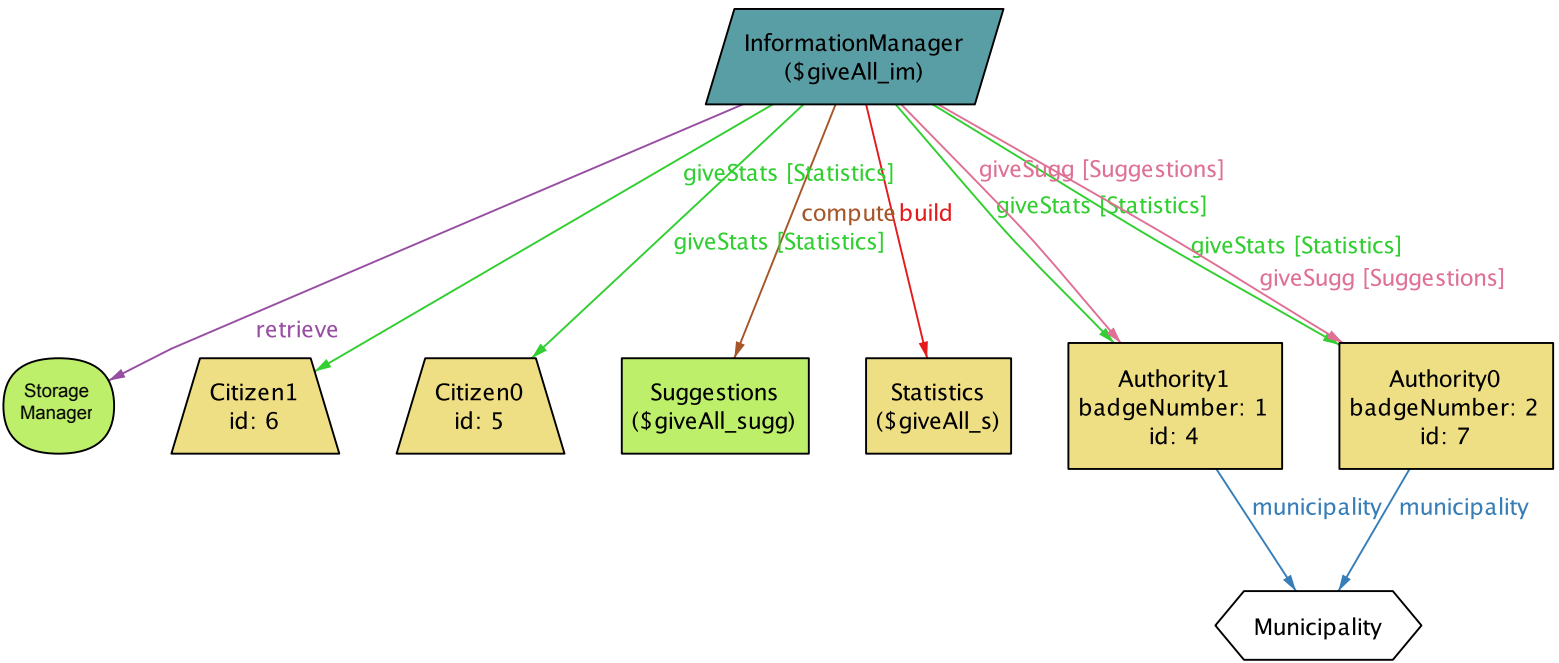 InformationManager
($giveAll_im)
giveStats [Statistics]
giveSugg [Suggestions]
giveStats [Statistics]
compute
build
giveStats [Statistics]
giveStats [Statistics]
giveSugg [Suggestions]
retrieve
Storage
Manager
Citizen1
id: 6
Citizen0
id: 5
Suggestions
($giveAll_sugg)
Statistics
($giveAll_s)
Authority1
badgeNumber: 1
id: 4
Authority0
badgeNumber: 2
id: 7
municipality
municipality
Municipality